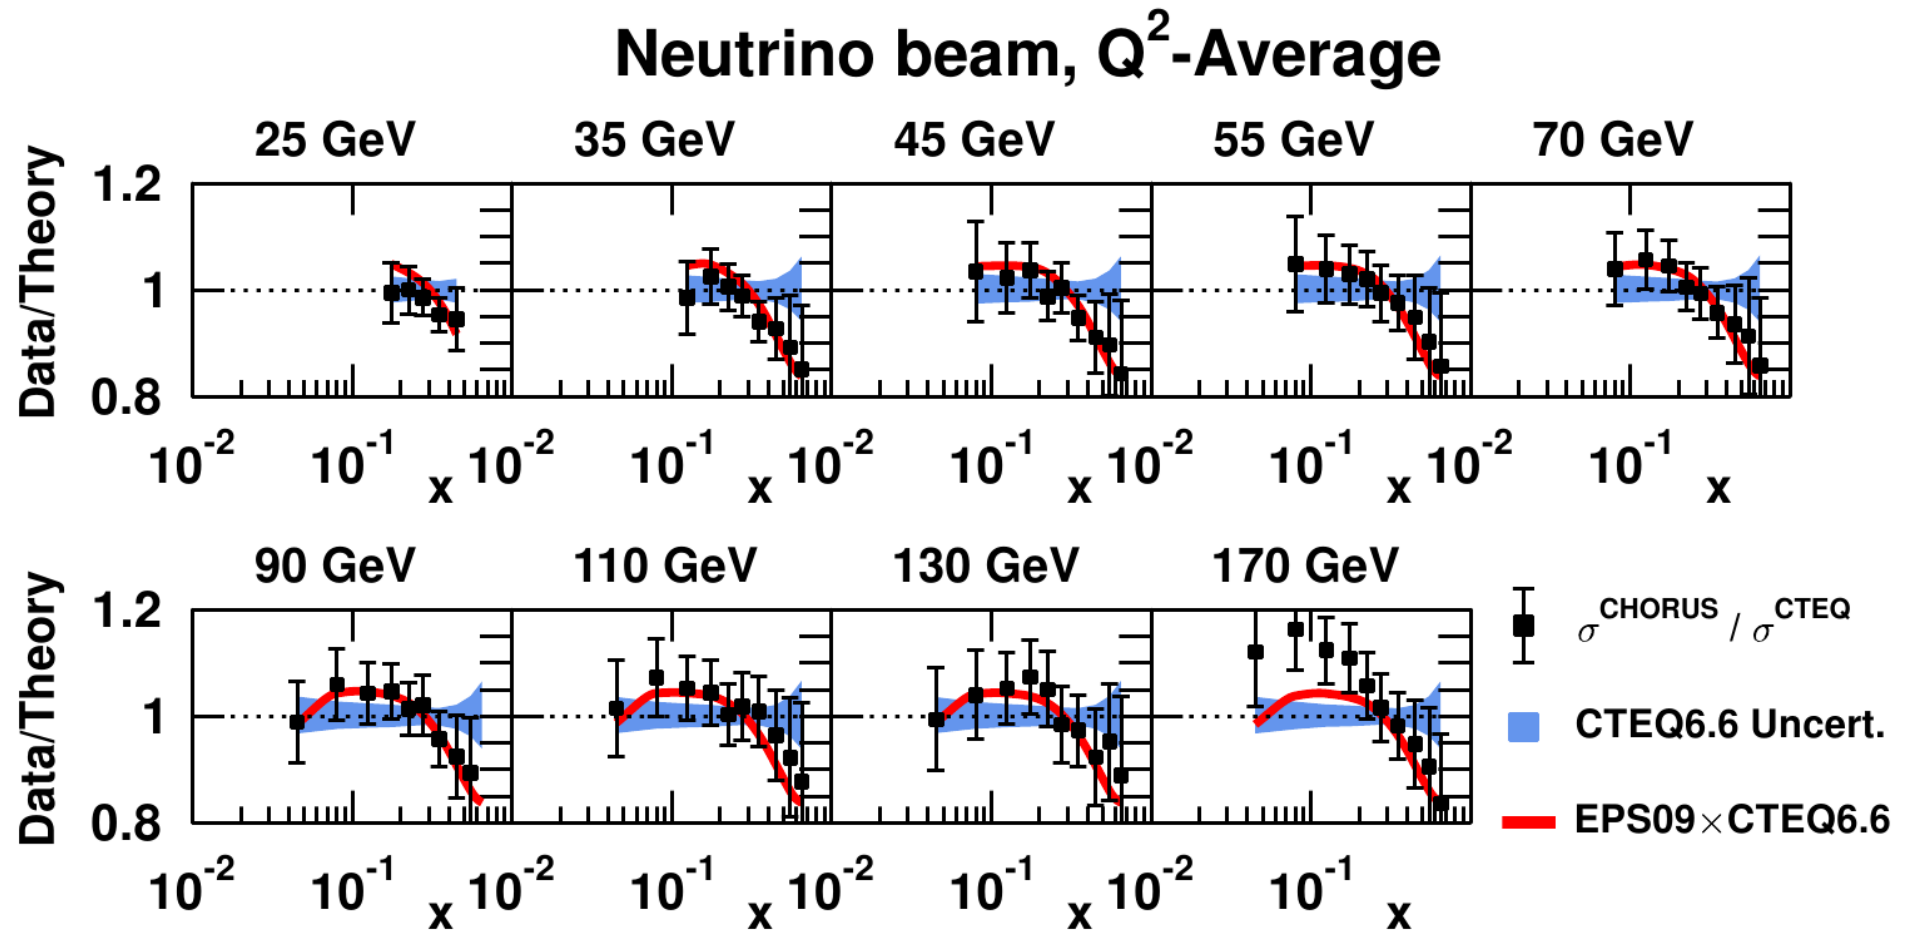 Neutrino beam, Q²-Average
25 GeV 35 GeV 45 GeV 55 GeV 70 GeV
Data/Theory
1.2
1
0.8
10⁻² 10⁻¹ x 10⁻² 10⁻¹ x 10⁻² 10⁻¹ x 10⁻² 10⁻¹ x 10⁻² 10⁻¹ x
90 GeV 110 GeV 130 GeV 170 GeV
Data/Theory
1.2
1
0.8
10⁻² 10⁻¹ x 10⁻² 10⁻¹ x 10⁻² 10⁻¹ x 10⁻² 10⁻¹ x
σ^CHORUS / σ^CTEQ
CTEQ6.6 Uncert.
EPS09×CTEQ6.6